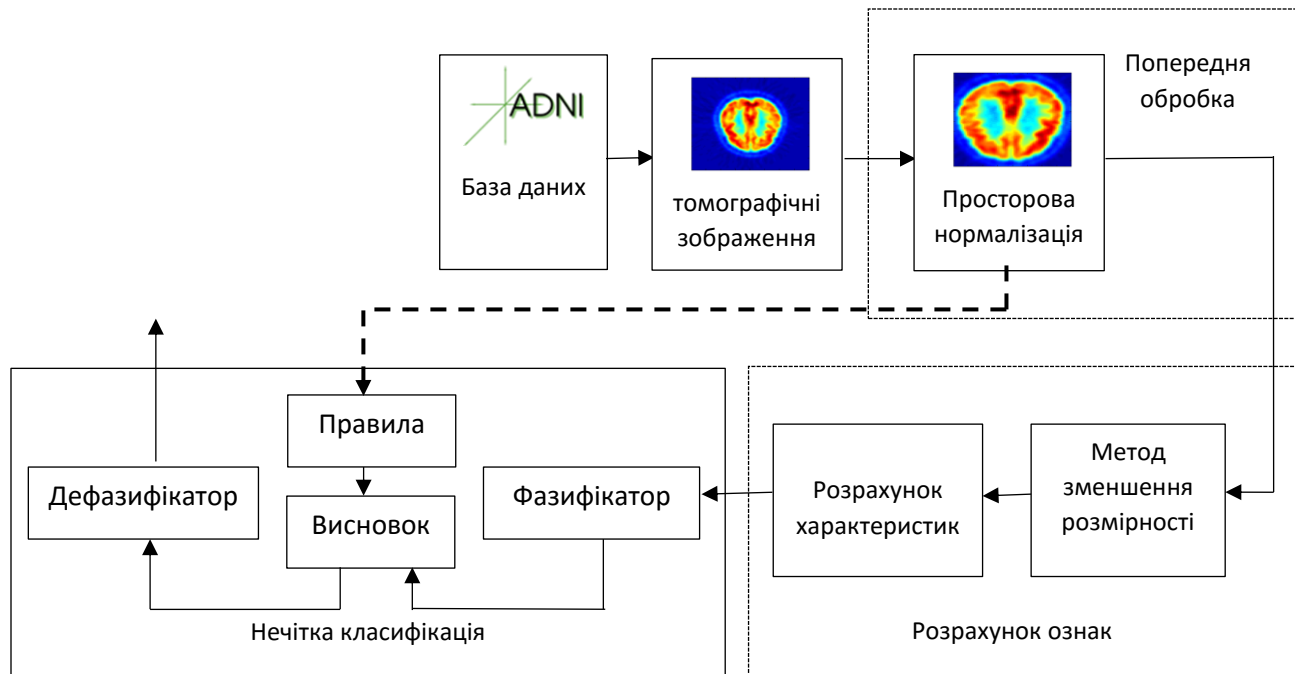 ADNI
База даних
томографічні
зображення
Просторова
нормалізація
Попередня
обробка
Правила
Дефазифікатор
Висновок
Фазифікатор
Нечітка класифікація
Розрахунок
характеристик
Метод
зменшення
розмірності
Розрахунок ознак